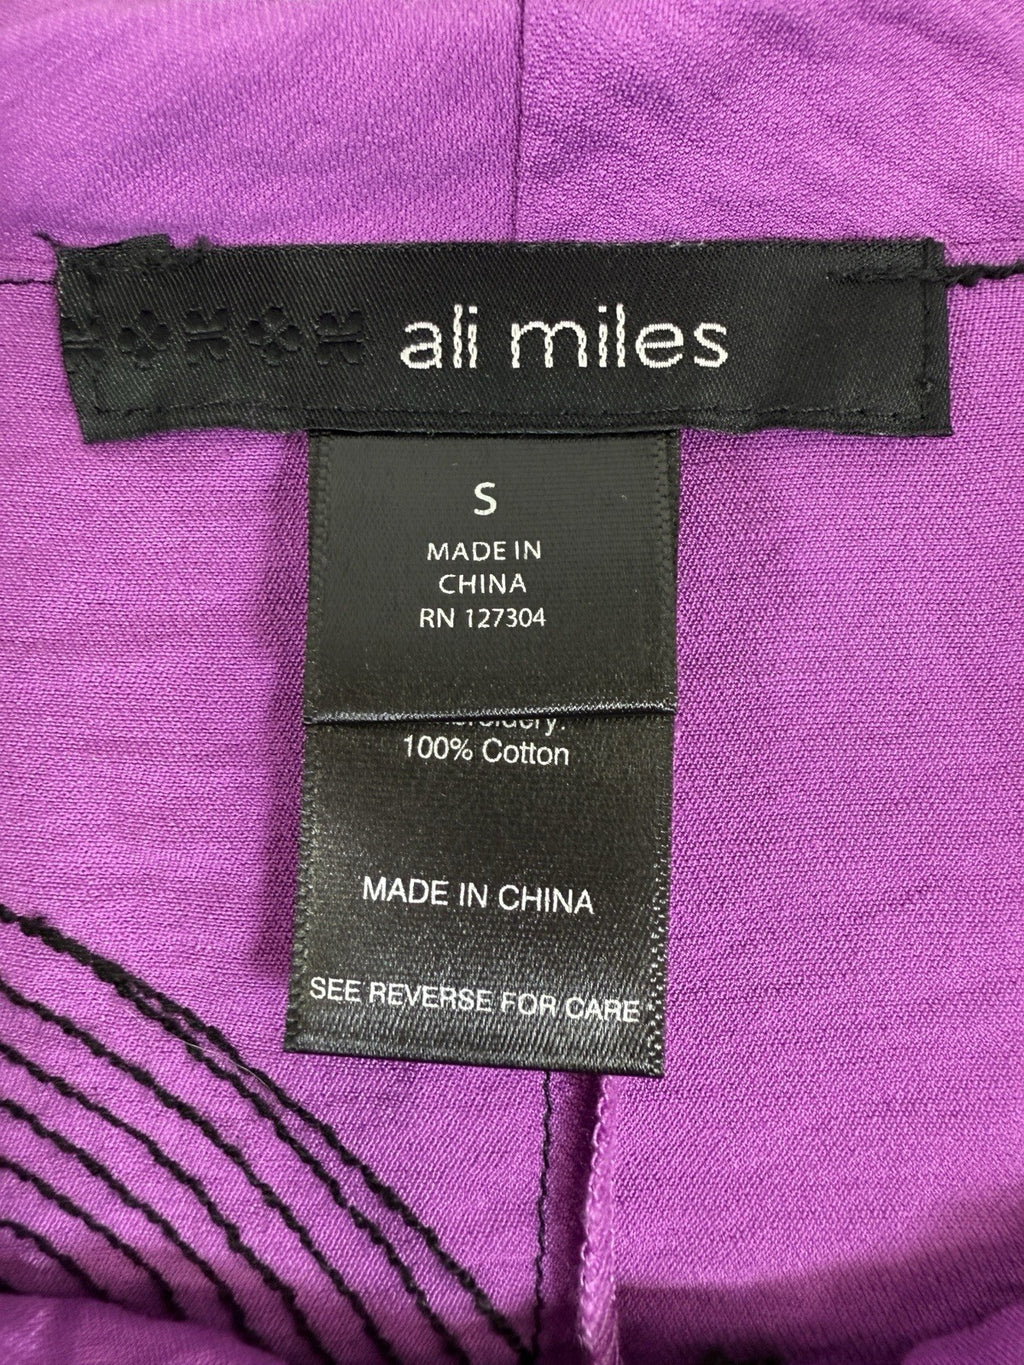 ali miles
S
MADE IN
CHINA
RN 127304
100% Cotton
MADE IN CHINA
SEE REVERSE FOR CARE